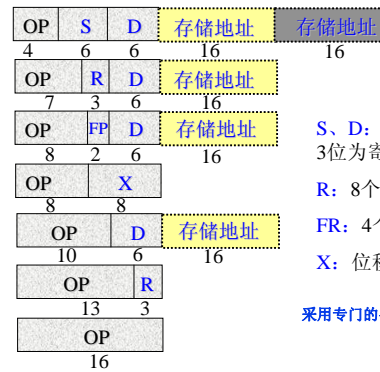 OP S D 存储地址 存储地址
4 6 6 16 16
OP R D 存储地址
7 3 6 16
OP FP D 存储地址
8 2 6 16
S、D：
3位为寄
OP X
8 8
R：8个
OP D 存储地址
10 6 16
FR：4个
X：位移
OP R
13 3
采用专门的
OP
16